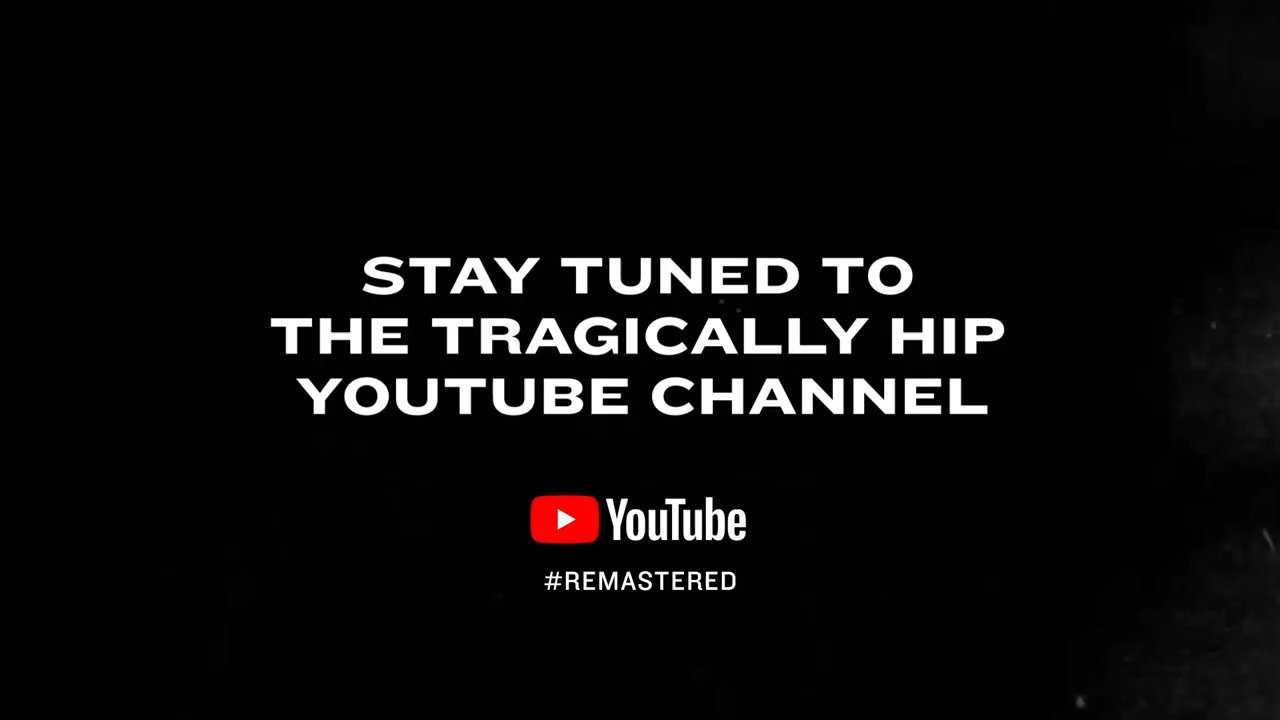 STAY TUNED TO
THE TRAGICALLY HIP
YOUTUBE CHANNEL
YouTube
#REMASTERED